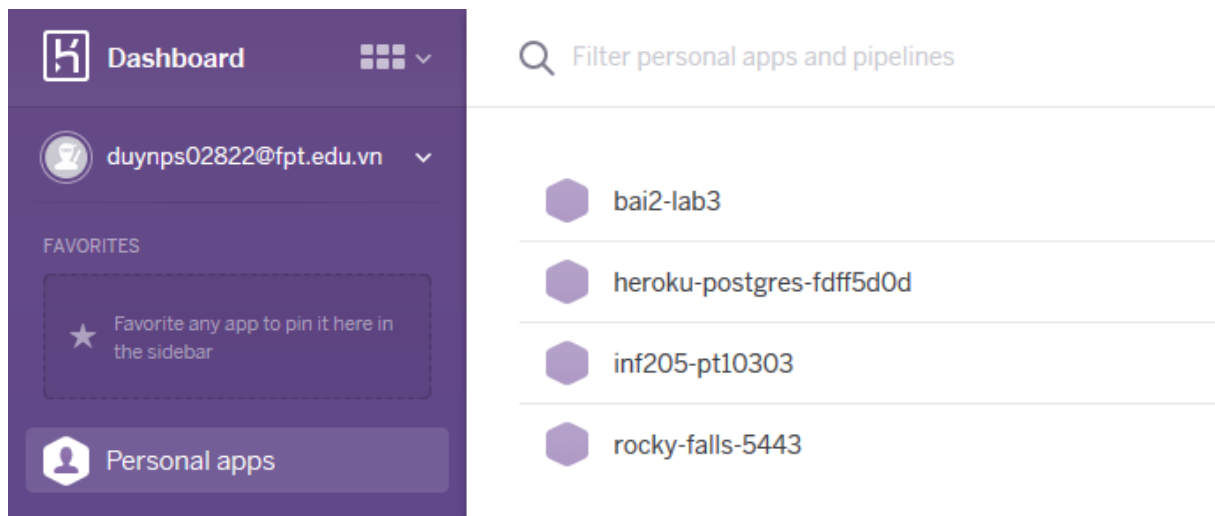 Dashboard
duynps02822@fpt.edu.vn
FAVORITES
Favorite any app to pin it here in
the sidebar
Personal apps
Filter personal apps and pipelines
bai2-lab3
heroku-postgres-fdff5d0d
inf205-pt10303
rocky-falls-5443